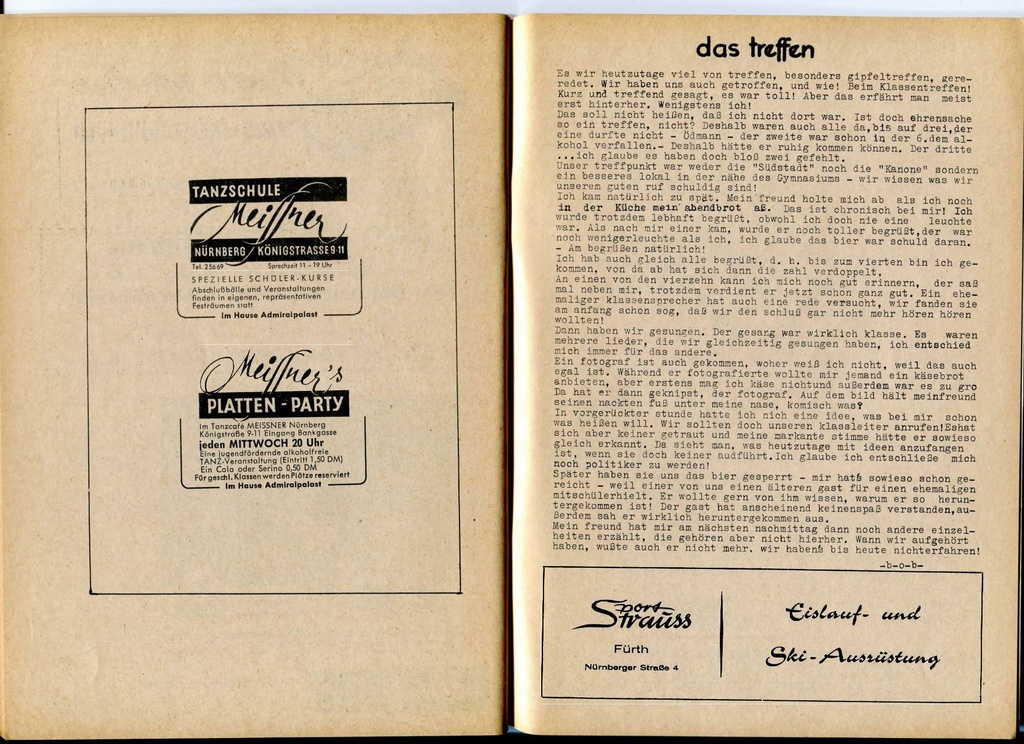 TANZSCHULE
Meissner
NÜRNBERG KÖNIGSTRASSE 9-11
Tel. 25669 Sprechzeit 11 - 19 Uhr
SPEZIELLE SCHÜLER-KURSE
Abschlußbälle und Veranstaltungen
finden in eigenen, repräsentativen
Festräumen statt
Im Hause Admiralpalast
Meissner's
PLATTEN - PARTY
im Tanzcafé MEISSNER Nürnberg
Königstraße 9-11 Eingang Bankgasse
jeden MITTWOCH 20 Uhr
Eine jugendfördernde alkoholfreie
TANZ-Veranstaltung (Eintritt 1,50 DM)
Ein Cola oder Serino 0,50 DM
Für geschl. Klassen werden Plätze reserviert
Im Hause Admiralpalast
das treffen
Es wir heutzutage viel von treffen, besonders gipfeltreffen, gere-
redet. Wir haben uns auch getroffen, und wie! Beim Klassentreffen!
Kurz und treffend gesagt, es war toll! Aber das erfährt man meist
erst hinterher. Wenigstens ich!
Das soll nicht heißen, daß ich nicht dort war. Ist doch ehrensache
so ein treffen, nicht? Deshalb waren auch alle da,bis auf drei,der
eine durfte nicht - Ödmann - der zweite war schon in der 6.dem al-
kohol verfallen.- Deshalb hätte er ruhig kommen können. Der dritte
...ich glaube es haben doch bloß zwei gefehlt.
Unser treffpunkt war weder die "Südstadt" noch die "Kanone" sondern
ein besseres lokal in der nähe des Gymnasiums - wir wissen was wir
unserem guten ruf schuldig sind!
Ich kam natürlich zu spät. Mein freund holte mich ab als ich noch
in der Küche mein abendbrot aß. Das ist chronisch bei mir! Ich
wurde trotzdem lebhaft begrüßt, obwohl ich doch nie eine leuchte
war. Als nach mir einer kam, wurde er noch toller begrüßt,der war
noch wenigerleuchte als ich, ich glaube das bier war schuld daran.
- Am begrüßen natürlich!
Ich hab auch gleich alle begrüßt, d. h. bis zum vierten bin ich ge-
kommen, von da ab hat sich dann die zahl verdoppelt,
An einen von den vierzehn kann ich mich noch gut erinnern, der saß
mal neben mir, trotzdem verdient er jetzt schon ganz gut. Ein ehe-
maliger klassensprecher hat auch eine rede versucht, wir fanden sie
am anfang schon sog, daß wir den schluß gar nicht mehr hören hören
wollten!
Dann haben wir gesungen. Der gesang war wirklich klasse. Es waren
mehrere lieder, die wir gleichzeitig gesungen haben, ich entschied
mich immer für das andere.
Ein fotograf ist auch gekommen, woher weiß ich nicht, weil das auch
egal ist. Während er fotografierte wollte mir jemand ein käsebrot
anbieten, aber erstens mag ich käse nichtund außerdem war es zu gro
Da hat er dann geknipst, der fotograf. Auf dem bild hält meinfreund
seinen nackten fuß unter meine nase, komisch was?
In vorgerückter stunde hatte ich nich eine idee, was bei mir schon
was heißen will. Wir sollten doch unseren klassleiter anrufen!Eshat
sich aber keiner getraut und meine markante stimme hätte er sowieso
gleich erkannt. Da sieht man, was heutzutage mit ideen anzufangen
ist, wenn sie doch keiner audführt.Ich glaube ich entschließe mich
noch politiker zu werden!
Später haben sie uns das bier gesperrt - mir hats sowieso schon ge-
reicht - weil einer von uns einen älteren gast für einen ehemaligen
mitschülerhielt. Er wollte gern von ihm wissen, warum er so herun-
tergekommen ist! Der gast hat anscheinend keinenspaß verstanden,au-
ßerdem sah er wirklich heruntergekommen aus.
Mein freund hat mir am nächsten nachmittag dann noch andere einzel-
heiten erzählt, die gehören aber nicht hierher. Wann wir aufgehört
haben, wußte auch er nicht mehr. wir habens bis heute nichterfahren!
-b-o-b-
Sport
Strauss
Fürth
Nürnberger Straße 4
Eislauf- und
Ski-Ausrüstung